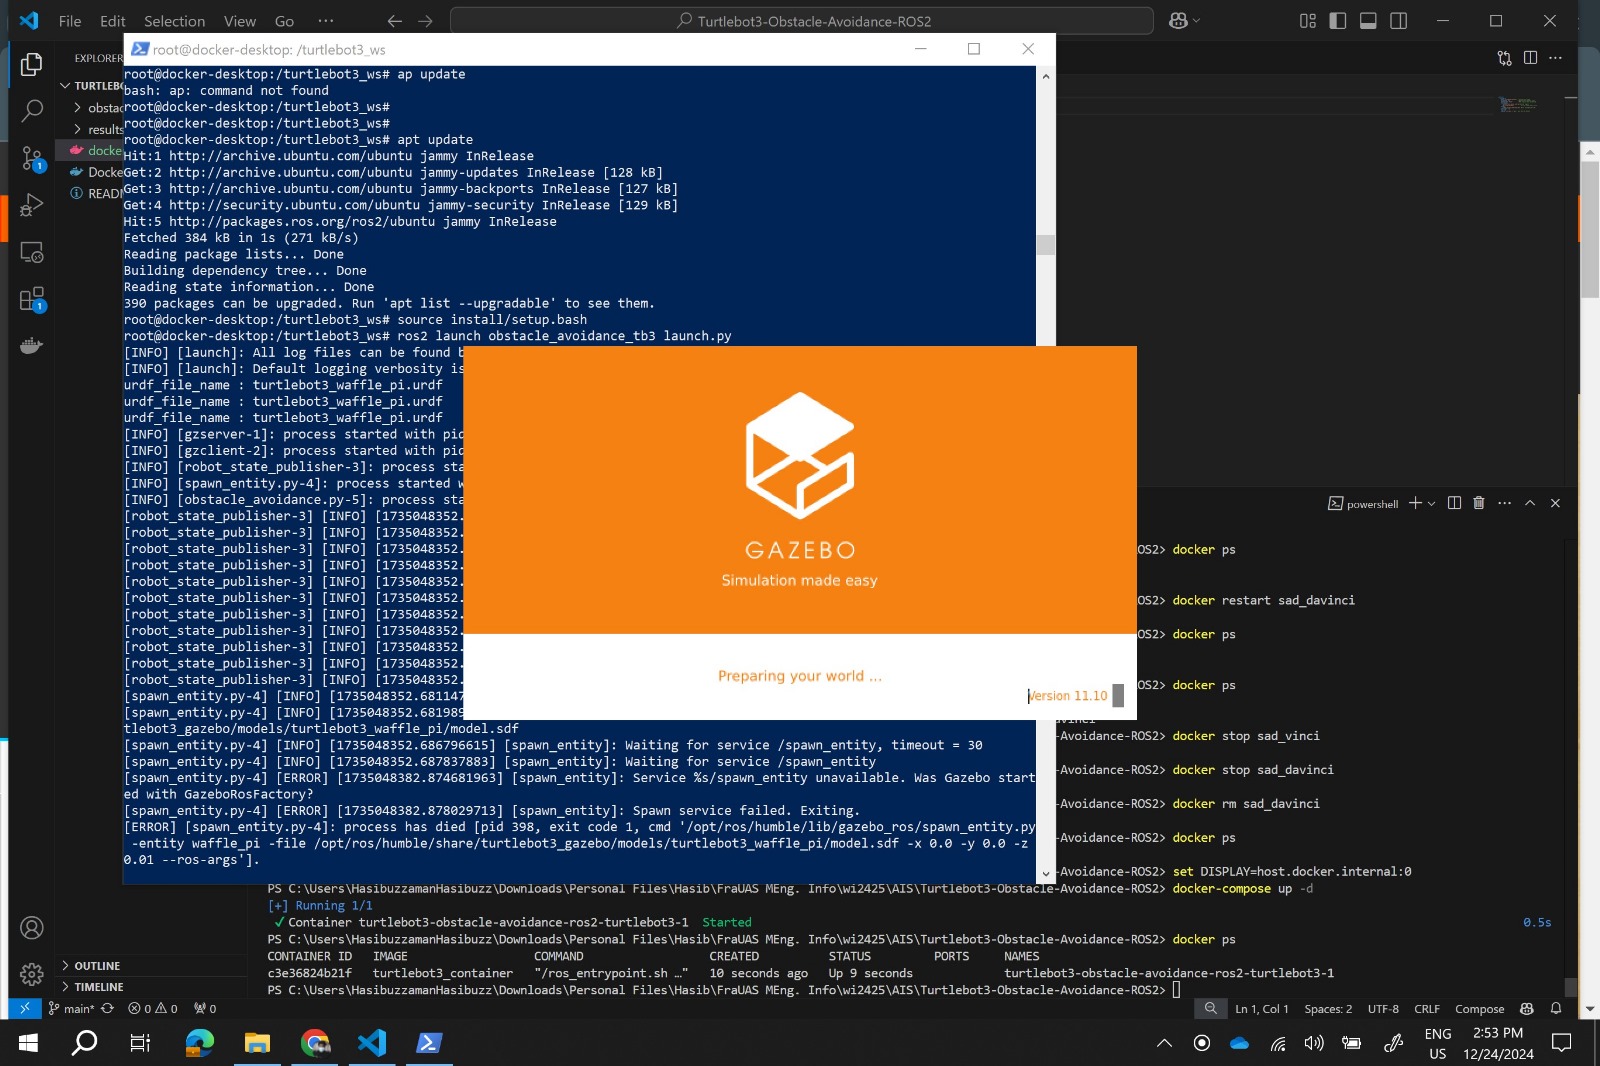 File Edit Selection View Go ···
Turtlebot3-Obstacle-Avoidance-ROS2
EXPLORER
TURTLEB
obstac
results
docke
Docke
READ
1
1
OUTLINE
TIMELINE
root@docker-desktop: /turtlebot3_ws
root@docker-desktop:/turtlebot3_ws# ap update
bash: ap: command not found
root@docker-desktop:/turtlebot3_ws#
root@docker-desktop:/turtlebot3_ws#
root@docker-desktop:/turtlebot3_ws# apt update
Hit:1 http://archive.ubuntu.com/ubuntu jammy InRelease
Get:2 http://archive.ubuntu.com/ubuntu jammy-updates InRelease [128 kB]
Get:3 http://archive.ubuntu.com/ubuntu jammy-backports InRelease [127 kB]
Get:4 http://security.ubuntu.com/ubuntu jammy-security InRelease [129 kB]
Hit:5 http://packages.ros.org/ros2/ubuntu jammy InRelease
Fetched 384 kB in 1s (271 kB/s)
Reading package lists... Done
Building dependency tree... Done
Reading state information... Done
390 packages can be upgraded. Run 'apt list --upgradable' to see them.
root@docker-desktop:/turtlebot3_ws# source install/setup.bash
root@docker-desktop:/turtlebot3_ws# ros2 launch obstacle_avoidance_tb3 launch.py
[INFO] [launch]: All log files can be found b
[INFO] [launch]: Default logging verbosity is
urdf_file_name : turtlebot3_waffle_pi.urdf
urdf_file_name : turtlebot3_waffle_pi.urdf
urdf_file_name : turtlebot3_waffle_pi.urdf
[INFO] [gzserver-1]: process started with pid
[INFO] [gzclient-2]: process started with pid
[INFO] [robot_state_publisher-3]: process sta
[INFO] [spawn_entity.py-4]: process started w
[INFO] [obstacle_avoidance.py-5]: process sta
[robot_state_publisher-3] [INFO] [1735048352.
[robot_state_publisher-3] [INFO] [1735048352.
[robot_state_publisher-3] [INFO] [1735048352.
[robot_state_publisher-3] [INFO] [1735048352.
[robot_state_publisher-3] [INFO] [1735048352.
[robot_state_publisher-3] [INFO] [1735048352.
[robot_state_publisher-3] [INFO] [1735048352.
[robot_state_publisher-3] [INFO] [1735048352.
[robot_state_publisher-3] [INFO] [1735048352.
[robot_state_publisher-3] [INFO] [1735048352.
[robot_state_publisher-3] [INFO] [1735048352.
[spawn_entity.py-4] [INFO] [1735048352.681147
[spawn_entity.py-4] [INFO] [1735048352.681989
tlebot3_gazebo/models/turtlebot3_waffle_pi/model.sdf
[spawn_entity.py-4] [INFO] [1735048352.686796615] [spawn_entity]: Waiting for service /spawn_entity, timeout = 30
[spawn_entity.py-4] [INFO] [1735048352.687837883] [spawn_entity]: Waiting for service /spawn_entity
[spawn_entity.py-4] [ERROR] [1735048382.874681963] [spawn_entity]: Service %s/spawn_entity unavailable. Was Gazebo start
ed with GazeboRosFactory?
[spawn_entity.py-4] [ERROR] [1735048382.878029713] [spawn_entity]: Spawn service failed. Exiting.
[ERROR] [spawn_entity.py-4]: process has died [pid 398, exit code 1, cmd '/opt/ros/humble/lib/gazebo_ros/spawn_entity.py
-entity waffle_pi -file /opt/ros/humble/share/turtlebot3_gazebo/models/turtlebot3_waffle_pi/model.sdf -x 0.0 -y 0.0 -z
0.01 --ros-args'].
GAZEBO
Simulation made easy
Preparing your world ...
Version 11.10
powershell
OS2> docker ps
OS2> docker restart sad_davinci
OS2> docker ps
OS2> docker ps
-Avoidance-ROS2> docker stop sad_vinci
-Avoidance-ROS2> docker stop sad_davinci
-Avoidance-ROS2> docker rm sad_davinci
-Avoidance-ROS2> docker ps
-Avoidance-ROS2> set DISPLAY=host.docker.internal:0
PS C:\Users\HasibuzzamanHasibuzz\Downloads\Personal Files\Hasib\FraUAS MEng. Info\wi2425\AIS\Turtlebot3-Obstacle-Avoidance-ROS2> docker-compose up -d
[+] Running 1/1
✓ Container turtlebot3-obstacle-avoidance-ros2-turtlebot3-1 Started 0.5s
PS C:\Users\HasibuzzamanHasibuzz\Downloads\Personal Files\Hasib\FraUAS MEng. Info\wi2425\AIS\Turtlebot3-Obstacle-Avoidance-ROS2> docker ps
CONTAINER ID IMAGE COMMAND CREATED STATUS PORTS NAMES
c3e36824b21f turtlebot3_container "/ros_entrypoint.sh …" 10 seconds ago Up 9 seconds turtlebot3-obstacle-avoidance-ros2-turtlebot3-1
PS C:\Users\HasibuzzamanHasibuzz\Downloads\Personal Files\Hasib\FraUAS MEng. Info\wi2425\AIS\Turtlebot3-Obstacle-Avoidance-ROS2>
main* 0 0 0 Ln 1, Col 1 Spaces: 2 UTF-8 CRLF Compose
ENG
US
2:53 PM
12/24/2024